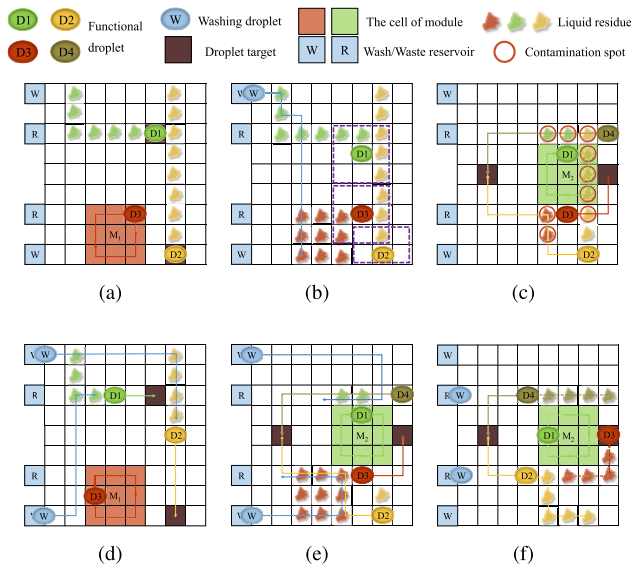 D1 D2 Functional W Washing droplet The cell of module Liquid residue
D3 D4 droplet Droplet target W R Wash/Waste reservoir Contamination spot
W W W W
R D1 R R D4
D1 D1
M2
R D3 R D3 R D3
M1
W D2 W D2 W D2
(a) (b) (c)
W W W W
R D1 R D4 R W D4
D1
D2 M2 D1 M2 D3
R R D3 R W D2
D3 M1
W W D2 W
(d) (e) (f)